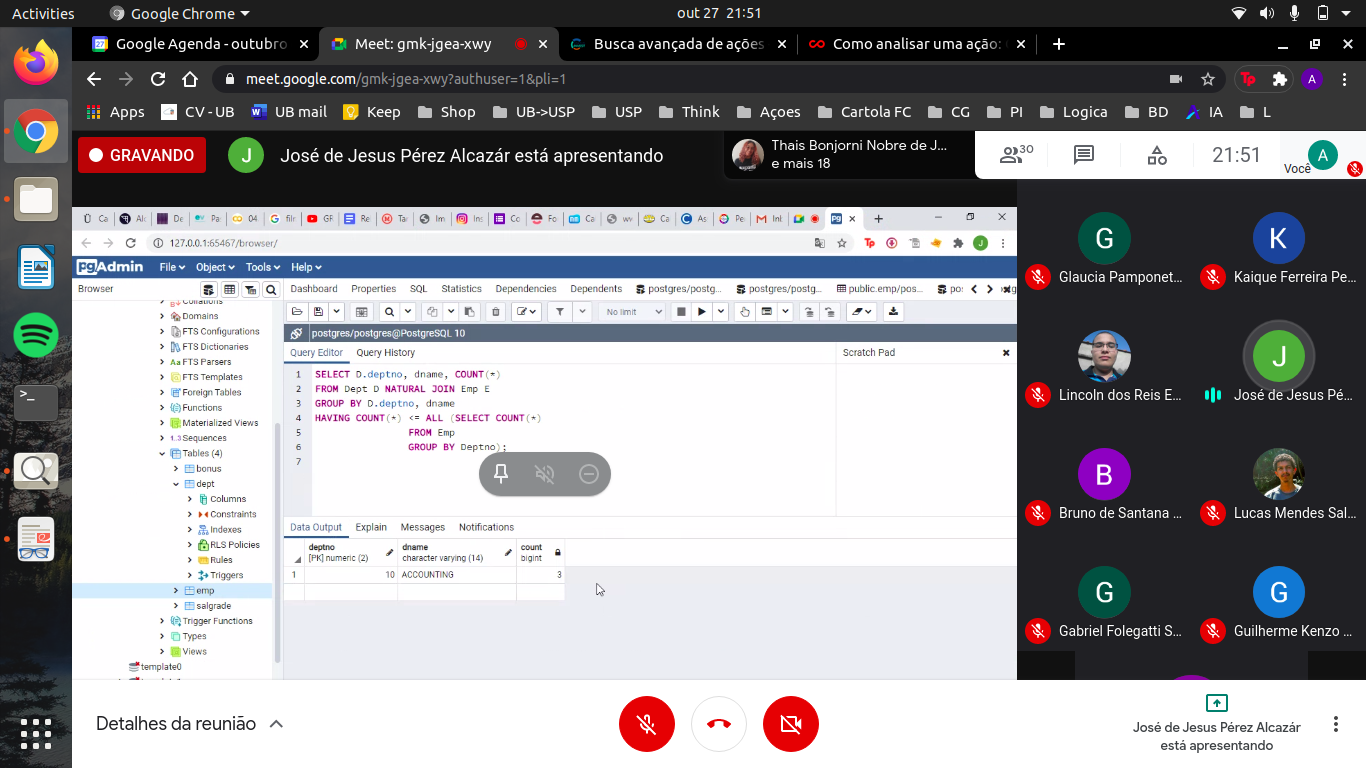 Activities
Google Chrome
out 27 21:51
Google Agenda - outubro
Meet: gmk-jgea-xwy
Busca avançada de ações
Como analisar uma ação:
meet.google.com/gmk-jgea-xwy?authuser=1&pli=1
A
Apps
CV - UB
UB mail
Keep
Shop
UB->USP
USP
Think
Açoes
Cartola FC
CG
PI
Logica
BD
IA
L
GRAVANDO
J
José de Jesus Pérez Alcazár está apresentando
Thais Bonjorni Nobre de J...
e mais 18
30
21:51
Você
A
127.0.0.1:65467/browser/
J
pgAdmin
File
Object
Tools
Help
Browser
Dashboard
Properties
SQL
Statistics
Dependencies
Dependents
postgres/postg...
postgres/postg...
public.emp/pos...
Collations
Domains
FTS Configurations
FTS Dictionaries
FTS Parsers
FTS Templates
Foreign Tables
Functions
Materialized Views
1..3 Sequences
Tables (4)
bonus
dept
Columns
Constraints
Indexes
RLS Policies
Rules
Triggers
emp
salgrade
Trigger Functions
Types
Views
template0
No limit
postgres/postgres@PostgreSQL 10
Query Editor
Query History
Scratch Pad
1 SELECT D.deptno, dname, COUNT(*)
2 FROM Dept D NATURAL JOIN Emp E
3 GROUP BY D.deptno, dname
4 HAVING COUNT(*) <= ALL (SELECT COUNT(*)
5 FROM Emp
6 GROUP BY Deptno);
7
Data Output
Explain
Messages
Notifications
deptno
[PK] numeric (2)
dname
character varying (14)
count
bigint
1 10 ACCOUNTING 3
G
Glaucia Pamponet...
K
Kaique Ferreira Pe...
Lincoln dos Reis E...
J
José de Jesus Pé...
B
Bruno de Santana ...
Lucas Mendes Sal...
G
Gabriel Folegatti S...
G
Guilherme Kenzo ...
Detalhes da reunião
José de Jesus Pérez Alcazár
está apresentando